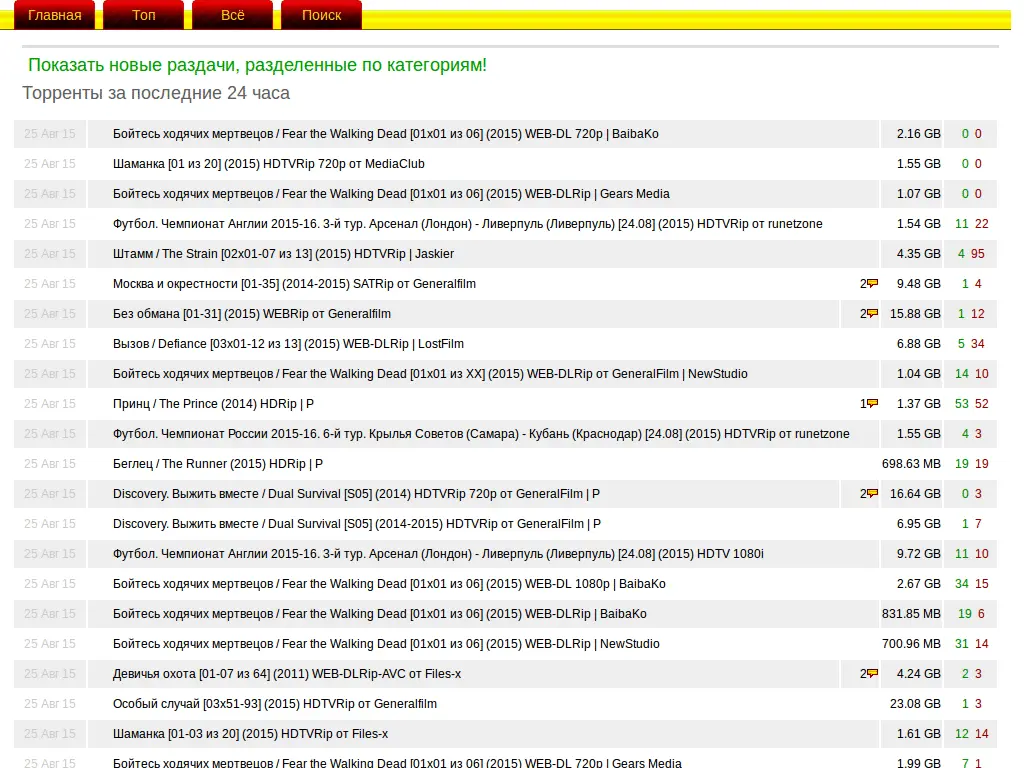 Главная Топ Всё Поиск
Показать новые раздачи, разделенные по категориям!
Торренты за последние 24 часа
25 Авг 15 Бойтесь ходячих мертвецов / Fear the Walking Dead [01x01 из 06] (2015) WEB-DL 720p | BaibaKo 2.16 GB 0 0
25 Авг 15 Шаманка [01 из 20] (2015) HDTVRip 720p от MediaClub 1.55 GB 0 0
25 Авг 15 Бойтесь ходячих мертвецов / Fear the Walking Dead [01x01 из 06] (2015) WEB-DLRip | Gears Media 1.07 GB 0 0
25 Авг 15 Футбол. Чемпионат Англии 2015-16. 3-й тур. Арсенал (Лондон) - Ливерпуль (Ливерпуль) [24.08] (2015) HDTVRip от runetzone 1.54 GB 11 22
25 Авг 15 Штамм / The Strain [02x01-07 из 13] (2015) HDTVRip | Jaskier 4.35 GB 4 95
25 Авг 15 Москва и окрестности [01-35] (2014-2015) SATRip от Generalfilm 2 9.48 GB 1 4
25 Авг 15 Без обмана [01-31] (2015) WEBRip от Generalfilm 2 15.88 GB 1 12
25 Авг 15 Вызов / Defiance [03x01-12 из 13] (2015) WEB-DLRip | LostFilm 6.88 GB 5 34
25 Авг 15 Бойтесь ходячих мертвецов / Fear the Walking Dead [01x01 из XX] (2015) WEB-DLRip от GeneralFilm | NewStudio 1.04 GB 14 10
25 Авг 15 Принц / The Prince (2014) HDRip | P 1 1.37 GB 53 52
25 Авг 15 Футбол. Чемпионат России 2015-16. 6-й тур. Крылья Советов (Самара) - Кубань (Краснодар) [24.08] (2015) HDTVRip от runetzone 1.55 GB 4 3
25 Авг 15 Беглец / The Runner (2015) HDRip | P 698.63 MB 19 19
25 Авг 15 Discovery. Выжить вместе / Dual Survival [S05] (2014) HDTVRip 720p от GeneralFilm | P 2 16.64 GB 0 3
25 Авг 15 Discovery. Выжить вместе / Dual Survival [S05] (2014-2015) HDTVRip от GeneralFilm | P 6.95 GB 1 7
25 Авг 15 Футбол. Чемпионат Англии 2015-16. 3-й тур. Арсенал (Лондон) - Ливерпуль (Ливерпуль) [24.08] (2015) HDTV 1080i 9.72 GB 11 10
25 Авг 15 Бойтесь ходячих мертвецов / Fear the Walking Dead [01x01 из 06] (2015) WEB-DL 1080p | BaibaKo 2.67 GB 34 15
25 Авг 15 Бойтесь ходячих мертвецов / Fear the Walking Dead [01x01 из 06] (2015) WEB-DLRip | BaibaKo 831.85 MB 19 6
25 Авг 15 Бойтесь ходячих мертвецов / Fear the Walking Dead [01x01 из 06] (2015) WEB-DLRip | NewStudio 700.96 MB 31 14
25 Авг 15 Девичья охота [01-07 из 64] (2011) WEB-DLRip-AVC от Files-x 2 4.24 GB 2 3
25 Авг 15 Особый случай [03x51-93] (2015) HDTVRip от Generalfilm 23.08 GB 1 3
25 Авг 15 Шаманка [01-03 из 20] (2015) HDTVRip от Files-x 1.61 GB 12 14
25 Авг 15 Бойтесь ходячих мертвецов / Fear the Walking Dead [01x01 из 06] (2015) WEB-DL 720p | Gears Media 1.99 GB 7 1